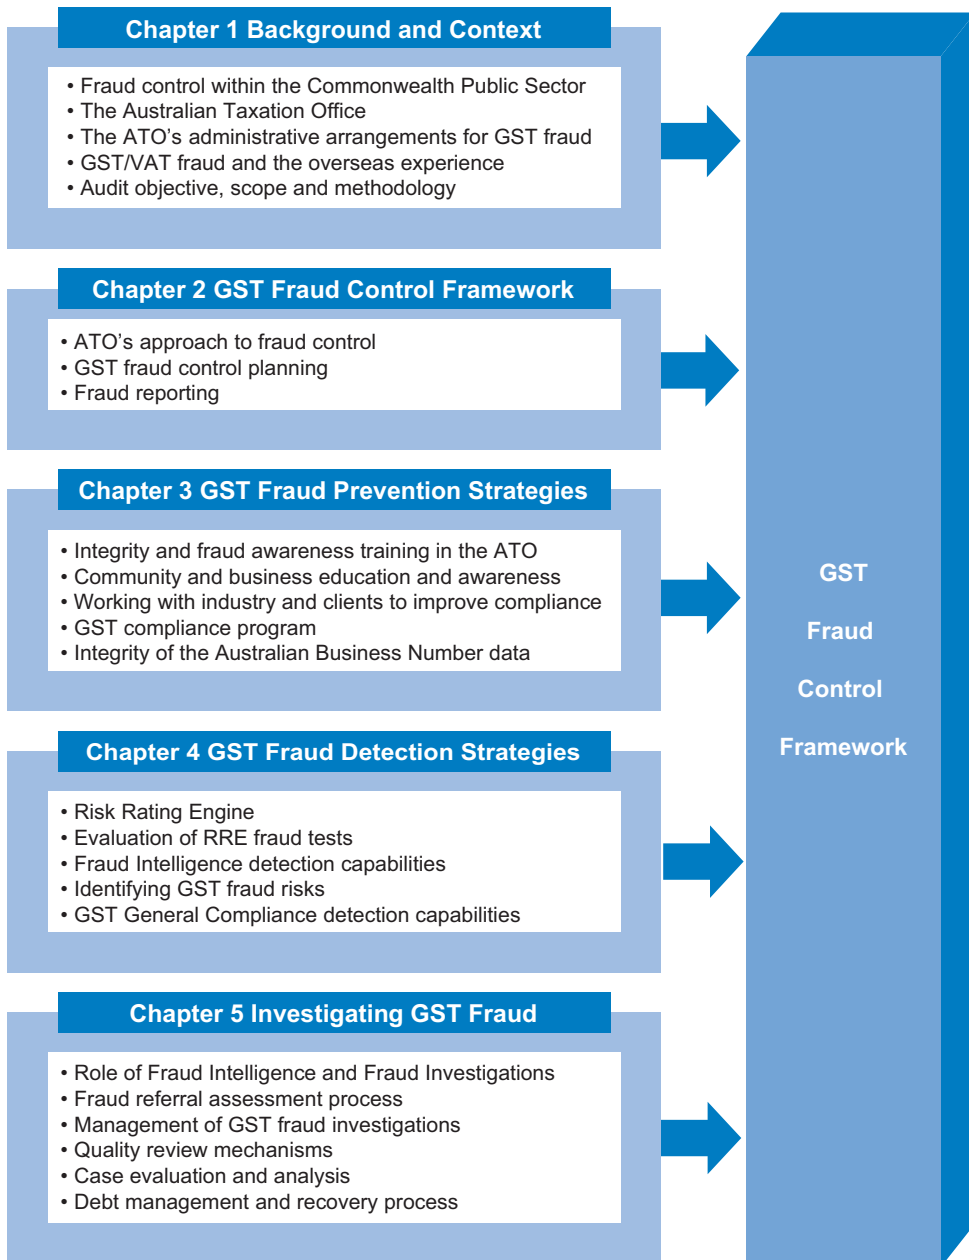 Chapter 1 Background and Context
• Fraud control within the Commonwealth Public Sector
• The Australian Taxation Office
• The ATO’s administrative arrangements for GST fraud
• GST/VAT fraud and the overseas experience
• Audit objective, scope and methodology
Chapter 2 GST Fraud Control Framework
• ATO’s approach to fraud control
• GST fraud control planning
• Fraud reporting
Chapter 3 GST Fraud Prevention Strategies
• Integrity and fraud awareness training in the ATO
• Community and business education and awareness
• Working with industry and clients to improve compliance
• GST compliance program
• Integrity of the Australian Business Number data
Chapter 4 GST Fraud Detection Strategies
• Risk Rating Engine
• Evaluation of RRE fraud tests
• Fraud Intelligence detection capabilities
• Identifying GST fraud risks
• GST General Compliance detection capabilities
Chapter 5 Investigating GST Fraud
• Role of Fraud Intelligence and Fraud Investigations
• Fraud referral assessment process
• Management of GST fraud investigations
• Quality review mechanisms
• Case evaluation and analysis
• Debt management and recovery process
GST
Fraud
Control
Framework